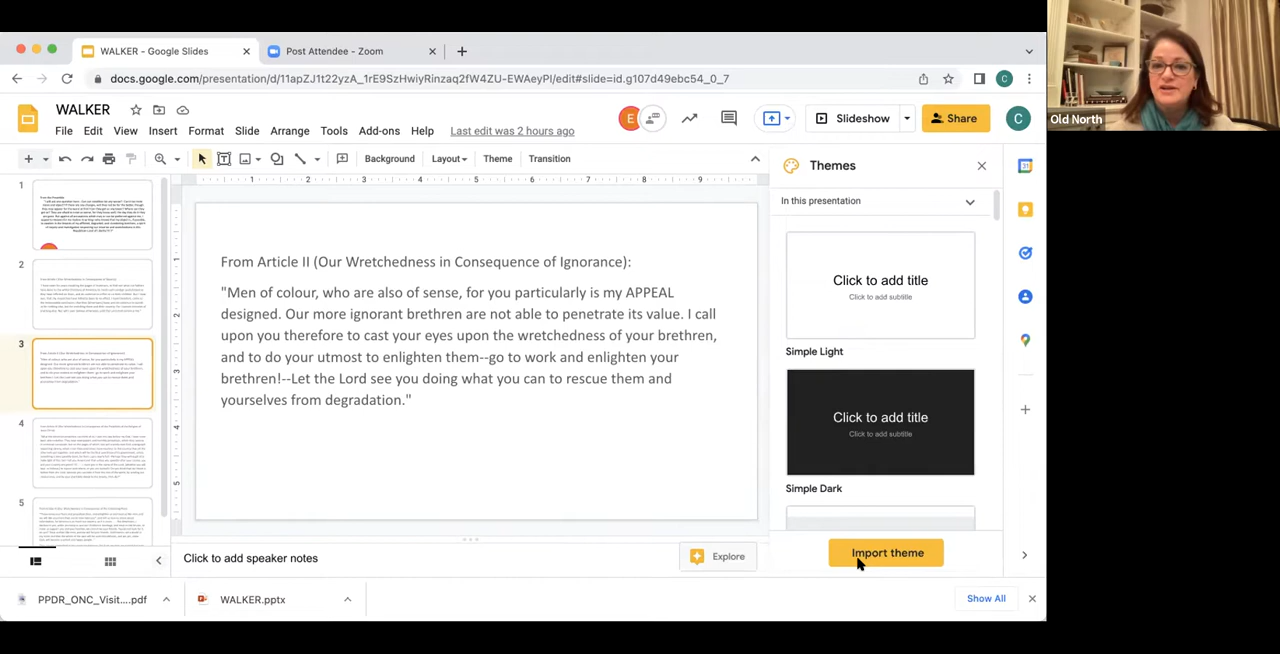 WALKER - Google Slides
Post Attendee - Zoom
docs.google.com/presentation/d/11apZJ1t22yzA_1rE9SzHwiyRinzaq2fW4ZU-EWAeyPI/edit#slide=id.g107d49ebc54_0_7
Old North
WALKER
File Edit View Insert Format Slide Arrange Tools Add-ons Help Last edit was 2 hours ago
E
Slideshow
Share
C
Background Layout Theme Transition
Themes
In this presentation
1
2
3
4
5
From Article II (Our Wretchedness in Consequence of Ignorance):
"Men of colour, who are also of sense, for you particularly is my APPEAL
designed. Our more ignorant brethren are not able to penetrate its value. I call
upon you therefore to cast your eyes upon the wretchedness of your brethren,
and to do your utmost to enlighten them--go to work and enlighten your
brethren!--Let the Lord see you doing what you can to rescue them and
yourselves from degradation."
Click to add title
Click to add subtitle
Simple Light
Click to add title
Click to add subtitle
Simple Dark
Import theme
Click to add speaker notes
Explore
PPDR_ONC_Visit....pdf
WALKER.pptx
Show All